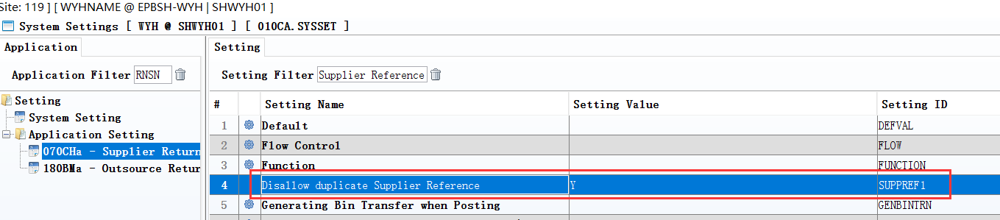 Site: 119 ] [ WYHNAME @ EPBSH-WYH | SHWYH01 ]
System Settings [ WYH @ SHWYH01 ] [ 010CA.SYSSET ]
Application
Application Filter RNSN
Setting
System Setting
Application Setting
070CHa - Supplier Return
180BMa - Outsource Retur
Setting
Setting Filter Supplier Reference
# Setting Name Setting Value Setting ID
1 Default DEFVAL
2 Flow Control FLOW
3 Function FUNCTION
4 Disallow duplicate Supplier Reference Y SUPPREF1
5 Generating Bin Transfer when Posting GENBINTRN